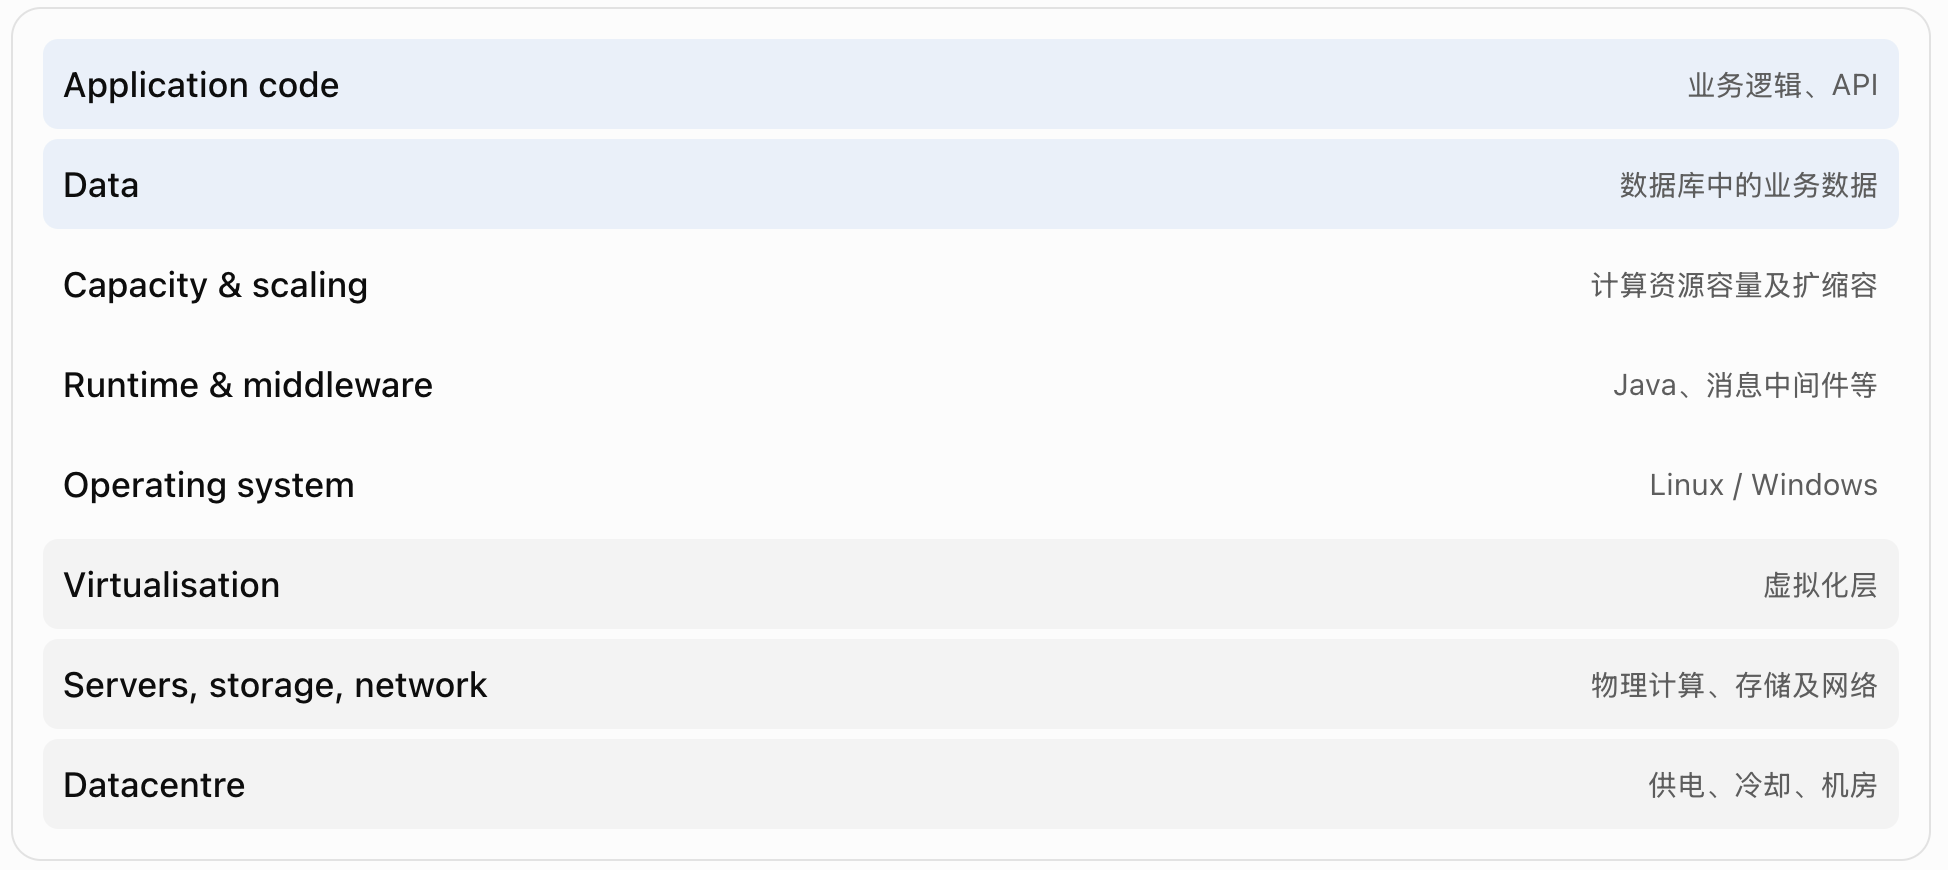 Application code 业务逻辑、API
Data 数据库中的业务数据
Capacity & scaling 计算资源容量及扩缩容
Runtime & middleware Java、消息中间件等
Operating system Linux / Windows
Virtualisation 虚拟化层
Servers, storage, network 物理计算、存储及网络
Datacentre 供电、冷却、机房